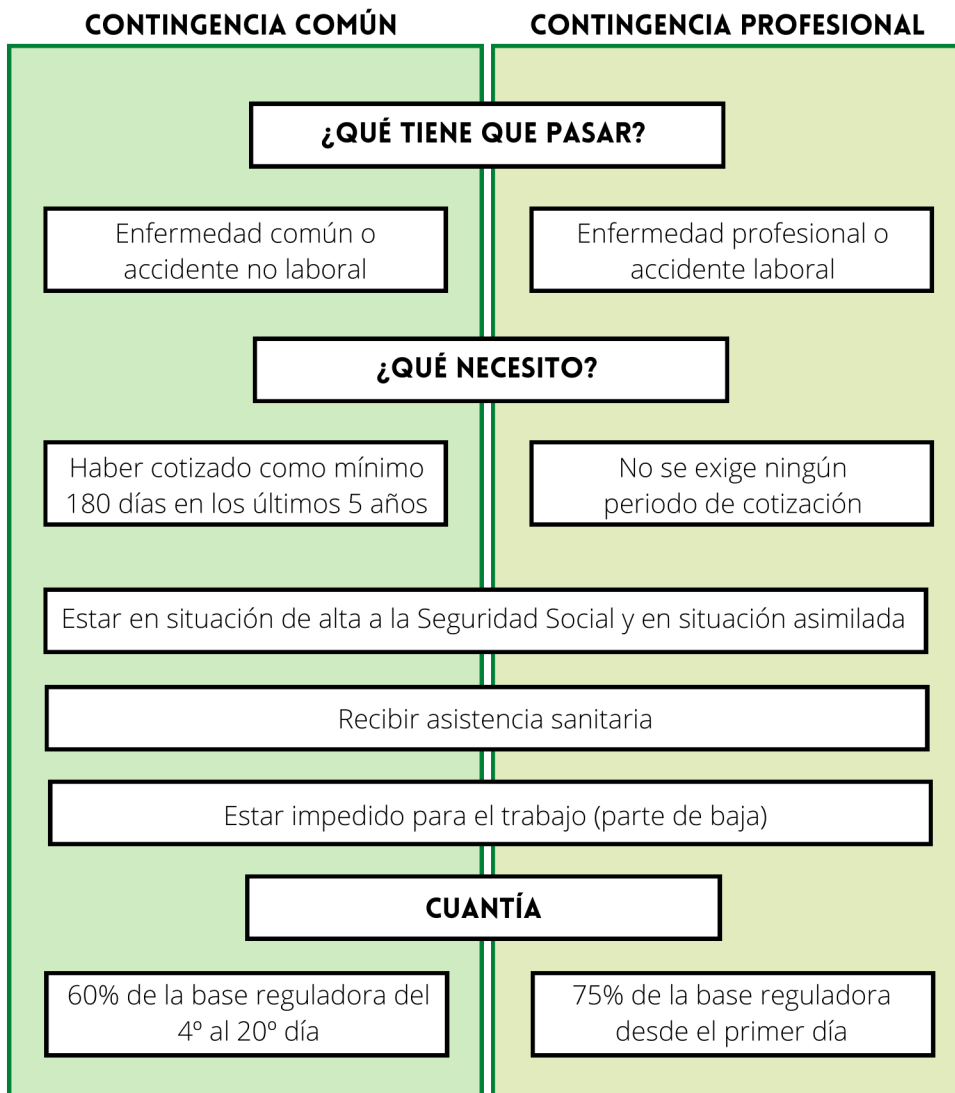 CONTINGENCIA COMÚN
CONTINGENCIA PROFESIONAL
¿QUÉ TIENE QUE PASAR?
Enfermedad común o
accidente no laboral
Enfermedad profesional o
accidente laboral
¿QUÉ NECESITO?
Haber cotizado como mínimo
180 días en los últimos 5 años
No se exige ningún
periodo de cotización
Estar en situación de alta a la Seguridad Social y en situación asimilada
Recibir asistencia sanitaria
Estar impedido para el trabajo (parte de baja)
CUANTÍA
60% de la base reguladora del
4º al 20º día
75% de la base reguladora
desde el primer día